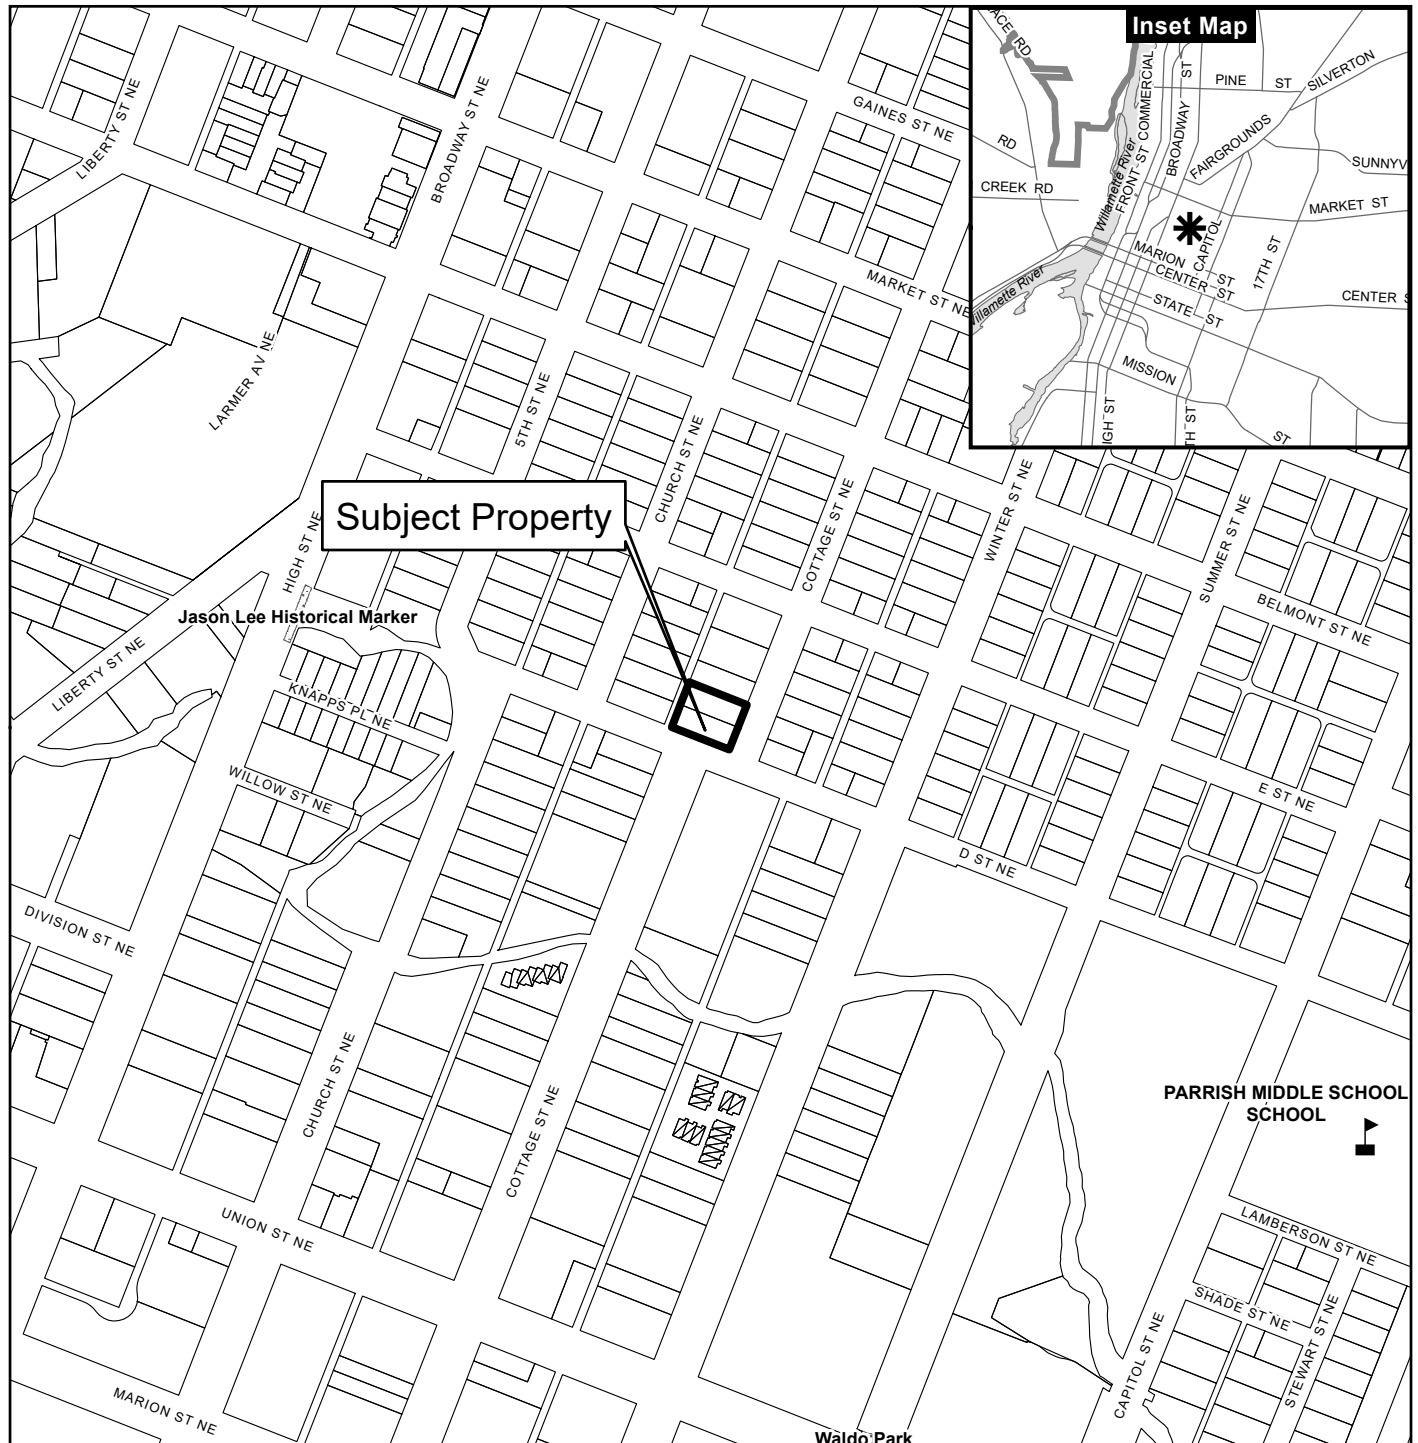 Inset Map
RD
PINE ST
SILVERTON
COMMERCIAL
ST
BROADWAY
FAIRGROUNDS
RD
SUNNYV
CREEK RD
MARKET ST
Willamette River
FRONT ST
CAPITOL
MARION ST
CENTER ST
17TH ST
CENTER S
STATE ST
Willamette River
MISSION
ST
IGH ST
TH ST
LIBERTY ST NE
BROADWAY ST NE
GAINES ST NE
MARKET ST NE
LARMER AV NE
5TH ST NE
CHURCH ST NE
COTTAGE ST NE
WINTER ST NE
SUMMER ST NE
BELMONT ST NE
Subject Property
HIGH ST NE
Jason Lee Historical Marker
LIBERTY ST NE
KNAPPS PL NE
WILLOW ST NE
E ST NE
D ST NE
DIVISION ST NE
CHURCH ST NE
COTTAGE ST NE
PARRISH MIDDLE SCHOOL
SCHOOL
UNION ST NE
LAMBERSON ST NE
SHADE ST NE
STEWART ST NE
CAPITOL ST NE
MARION ST NE
Waldo Park